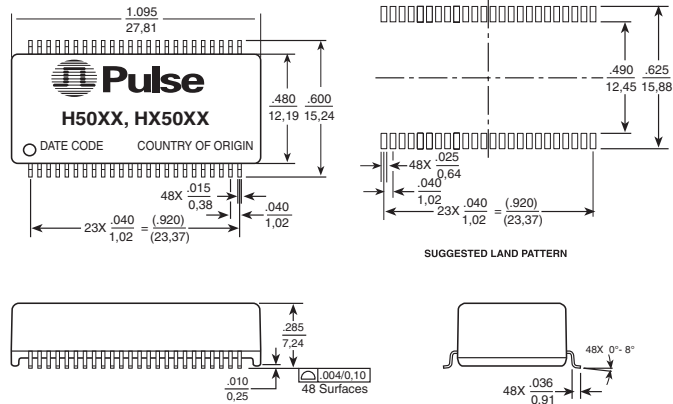 1.095
27,81
Pulse
H50XX, HX50XX
DATE CODE COUNTRY OF ORIGIN
.480
12,19
.600
15,24
48X .015
0,38
.040
1,02
23X .040 = (.920)
1,02 (23,37)
.490
12,45
.625
15,88
48X .025
0,64
.040
1,02
23X .040 = (.920)
1,02 (23,37)
SUGGESTED LAND PATTERN
.285
7,24
.010
0,25
.004/0,10
48 Surfaces
48X 0°- 8°
48X .036
0,91